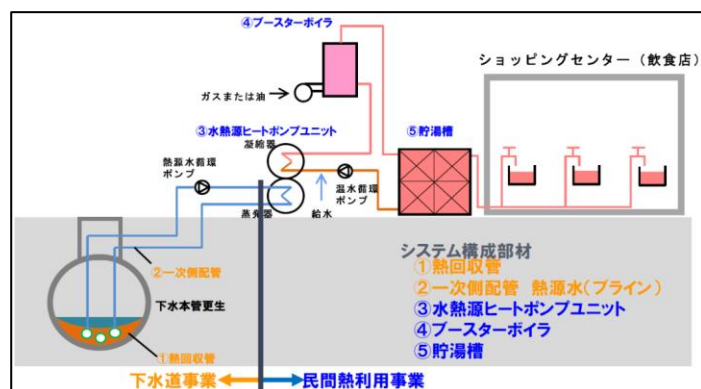 ④ブースターボイラ
ショッピングセンター（飲食店）
ガスまたは油
③水熱源ヒートポンプユニット
凝縮器
⑤貯湯槽
熱源水循環
ポンプ
温水循環
ポンプ
蒸発器
給水
②一次側配管
下水本管更生
①熱回収管
システム構成部材
①熱回収管
②一次側配管 熱源水（ブライン）
③水熱源ヒートポンプユニット
④ブースターボイラ
⑤貯湯槽
下水道事業
民間熱利用事業